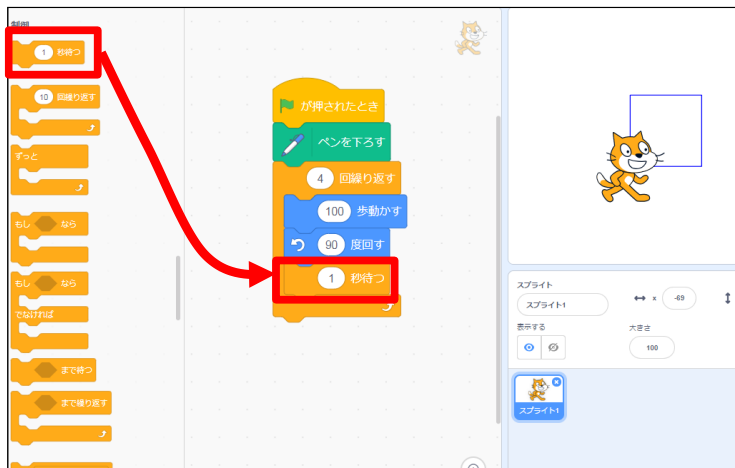 制御
1 秒待つ
10 回繰り返す
ずっと
もし なら
もし なら
でなければ
まで待つ
まで繰り返す
が押されたとき
ペンを下ろす
4 回繰り返す
100 歩動かす
90 度回す
1 秒待つ
スプライト
スプライト1
x -69
表示する
大きさ
100
スプライト1